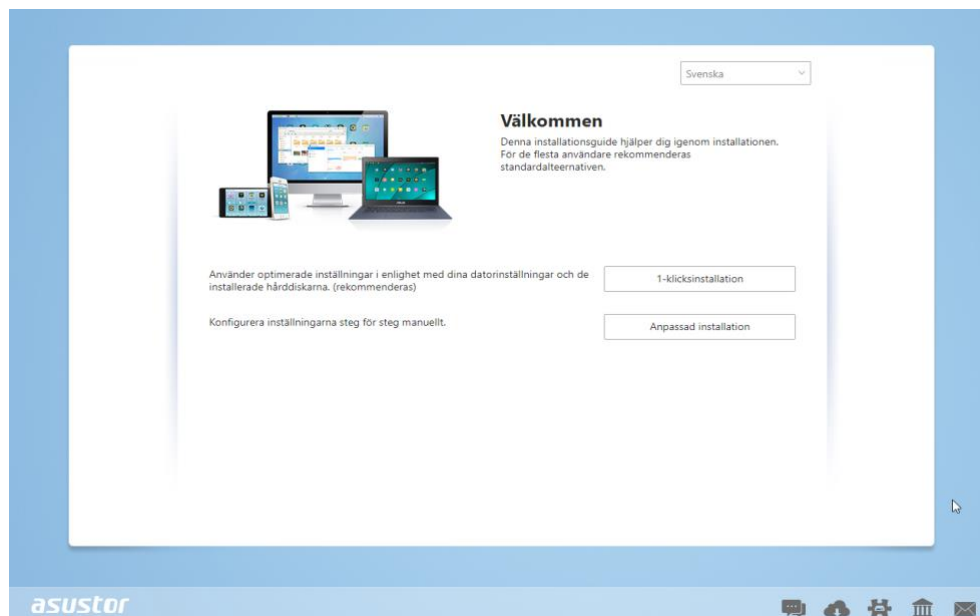 Svenska
Välkommen
Denna installationsguide hjälper dig igenom installationen.
För de flesta användare rekommenderas
standardalteernativen.
Använder optimerade inställningar i enlighet med dina datorinställningar och de
installerade hårddiskarna. (rekommenderas)
1-klicksinstallation
Konfigurera inställningarna steg för steg manuellt.
Anpassad installation
asustor